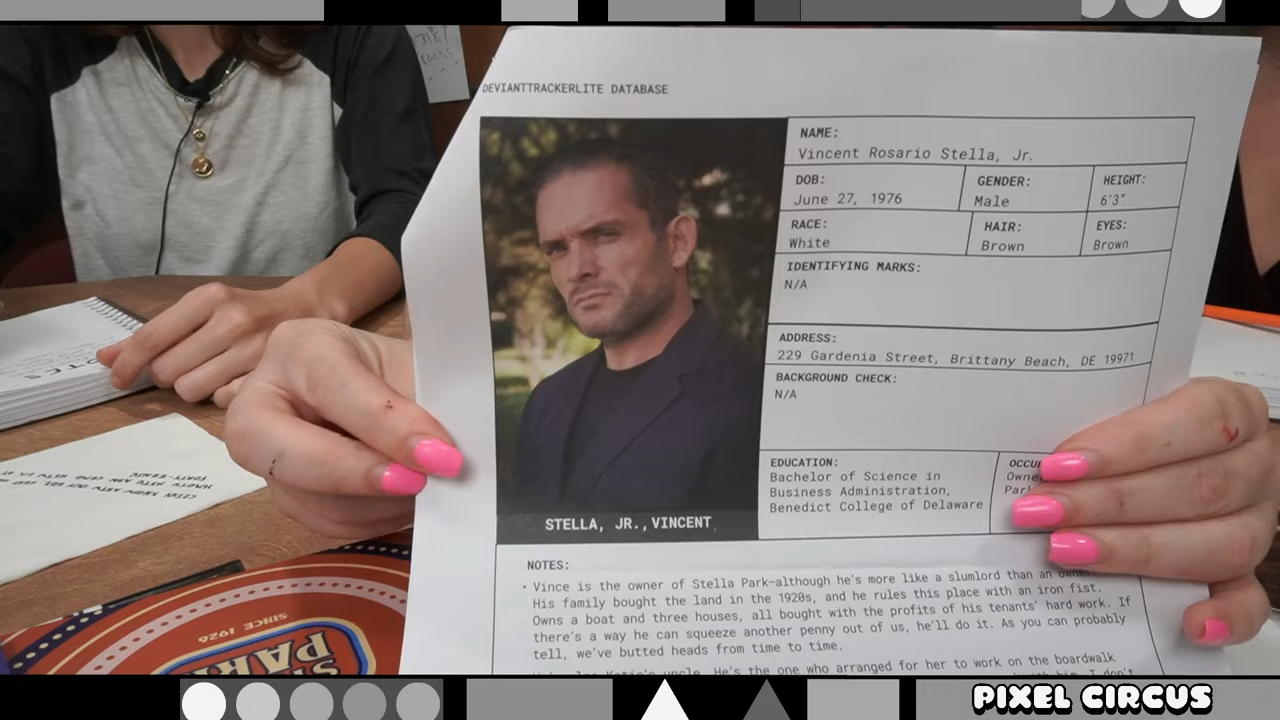 DEVIANTTRACKERLITE DATABASE
NAME:
Vincent Rosario Stella, Jr.
DOB:
June 27, 1976
GENDER:
Male
HEIGHT:
6'3"
RACE:
White
HAIR:
Brown
EYES:
Brown
IDENTIFYING MARKS:
N/A
ADDRESS:
229 Gardenia Street, Brittany Beach, DE 19971
BACKGROUND CHECK:
N/A
EDUCATION:
Bachelor of Science in
Business Administration,
Benedict College of Delaware
STELLA, JR., VINCENT
NOTES:
• Vince is the owner of Stella Park—although he's more like a slumlord than an owner.
His family bought the land in the 1920s, and he rules this place with an iron fist.
Owns a boat and three houses, all bought with the profits of his tenants' hard work. If
there's a way he can squeeze another penny out of us, he'll do it. As you can probably
tell, we've butted heads from time to time.
uncle. He's the one who arranged for her to work on the boardwalk
I don't
SINCE 1926
PIXEL CIRCUS